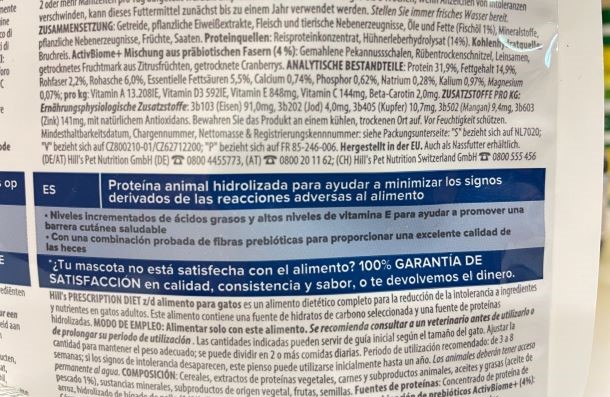 verschwinden, kann dieses Futtermittel zunächst bis zu einem Jahr verwendet werden. Stellen Sie immer frisches Wasser bereit.
ZUSAMMENSETZUNG: Getreide, pflanzliche Eiweißextrakte, Fleisch und tierische Nebenerzeugnisse, Öle und Fette (Fischöl 1%), Mineralstoffe,
pflanzliche Nebenerzeugnisse, Früchte, Saaten. Proteinquellen: Reisproteinkonzentrat, Hühnerleberhydrolysat (14%). Kohlenhydratquelle:
Bruchreis. ActivBiome+ Mischung aus präbiotischen Fasern (4 %): Gemahlene Pekannussschalen, Rübentrockenschnitzel, Leinsamen,
getrocknetes Fruchtmark aus Zitrusfrüchten, getrocknete Cranberrys. ANALYTISCHE BESTANDTEILE: Protein 31,9%, Fettgehalt 14,9%,
Rohfaser 2,2%, Rohasche 6,0%, Essentielle Fettsäuren 5,5%, Calcium 0,74%, Phosphor 0,62%, Natrium 0,28%, Kalium 0,97%, Magnesium
0,07%; pro kg: Vitamin A 13.208IE, Vitamin D3 592IE, Vitamin E 848mg, Vitamin C 144mg, Beta-Carotin 2,0mg. ZUSATZSTOFFE PRO KG:
Ernährungsphysiologische Zusatzstoffe: 3b103 (Eisen) 91,0mg, 3b202 (Jod) 4,0mg, 3b405 (Kupfer) 10,7mg, 3b502 (Mangan) 9,4mg, 3b603
(Zink) 141mg, mit natürlichem Antioxidans. Bewahren Sie das Produkt an einem kühlen, trockenen Ort auf. Vor Feuchtigkeit schützen.
Mindesthaltbarkeitsdatum, Chargennummer, Nettomasse & Registrierungskennnummer: siehe Packungsunterseite: "S" bezieht sich auf NL7020;
"V" bezieht sich auf CZ800210-01/CZ62712200; "P" bezieht sich auf FR 85-246-006. Hergestellt in der EU. Auch als Nassfutter erhältlich.
(DE/AT) Hill's Pet Nutrition GmbH (DE) ☎ 0800 4455773, (AT) ☎ 0800 20 11 62; (CH) Hill's Pet Nutrition Switzerland GmbH ☎ 0800 555 456
ES
Proteína animal hidrolizada para ayudar a minimizar los signos
derivados de las reacciones adversas al alimento
• Niveles incrementados de ácidos grasos y altos niveles de vitamina E para ayudar a promover una
barrera cutánea saludable
• Con una combinación probada de fibras prebióticas para proporcionar una excelente calidad de
las heces
*¿Tu mascota no está satisfecha con el alimento? 100% GARANTÍA DE
SATISFACCIÓN en calidad, consistencia y sabor, o te devolvemos el dinero.
Hill's PRESCRIPTION DIET z/d alimento para gatos es un alimento dietético completo para la reducción de la intolerancia a ingredientes
y nutrientes en gatos adultos. Este alimento contiene una fuente de hidratos de carbono seleccionada y una fuente de proteínas
hidrolizadas. MODO DE EMPLEO: Alimentar solo con este alimento. Se recomienda consultar a un veterinario antes de utilizarlo o
de prolongar su período de utilización. Las cantidades indicadas pueden servir de guía inicial según el tamaño del gato. Ajustar la
cantidad para mantener el peso adecuado; se puede dividir en 2 o más comidas diarias. Período de utilización recomendado: de 3 a 8
semanas; si los signos de intolerancia desaparecen, este pienso puede utilizarse inicialmente hasta un año. Los animales deberán tener acceso
permanente al agua. COMPOSICIÓN: Cereales, extractos de proteínas vegetales, carnes y subproductos animales, aceites y grasas (aceite de
pescado 1%), sustancias minerales, subproductos de origen vegetal, frutas, semillas. Fuentes de proteínas: Concentrado de proteína de
arroz, hidrolizado de hígado de prebióticos ActivBiome+ (4%):